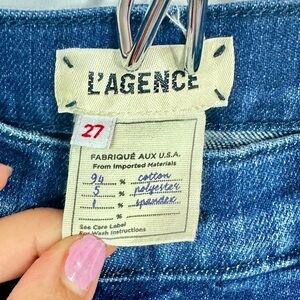 L'AGENCE
27
FABRIQUÉ AUX U.S.A.
From Imported Materials
94 % cotton
5 % polyester
1 % spandex
%
See Care Label
For Wash Instructions